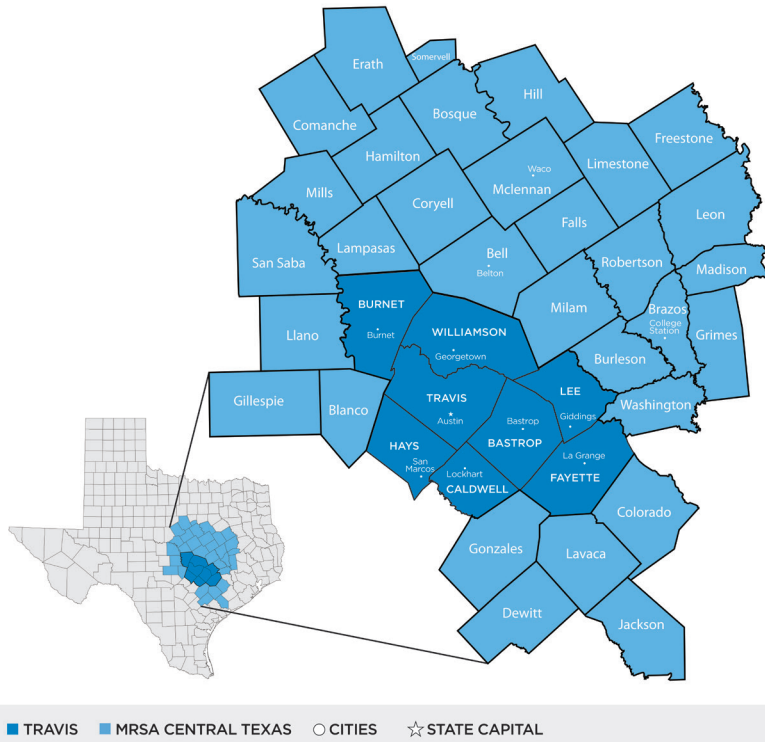 Erath
Somervell
Hill
Bosque
Comanche
Freestone
Hamilton
Limestone
Waco
Mclennan
Mills
Coryell
Falls
Leon
Lampasas
Bell
Belton
San Saba
Robertson
Madison
BURNET
Burnet
Milam
Brazos
College
Station
WILLIAMSON
Georgetown
Llano
Grimes
Burleson
LEE
Giddings
TRAVIS
Austin
Gillespie
Blanco
Washington
Bastrop
BASTROP
HAYS
San
Marcos
La Grange
FAYETTE
Lockhart
CALDWELL
Colorado
Gonzales
Lavaca
Dewitt
Jackson
TRAVIS
MRSA CENTRAL TEXAS
CITIES
STATE CAPITAL